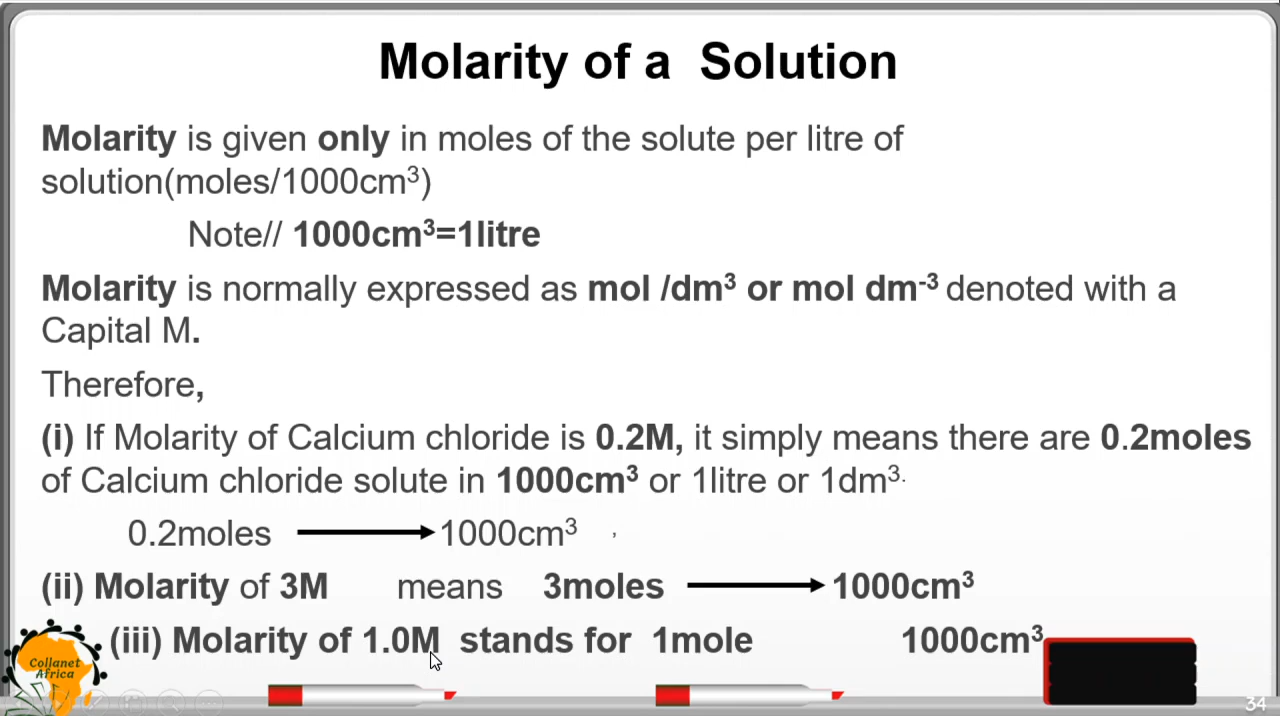 Molarity of a Solution
Molarity is given only in moles of the solute per litre of
solution(moles/1000cm³)
Note// 1000cm³=1litre
Molarity is normally expressed as mol /dm³ or mol dm⁻³ denoted with a
Capital M.
Therefore,
(i) If Molarity of Calcium chloride is 0.2M, it simply means there are 0.2moles
of Calcium chloride solute in 1000cm³ or 1litre or 1dm³.
0.2moles 1000cm³ ,
(ii) Molarity of 3M means 3moles 1000cm³
(iii) Molarity of 1.0M stands for 1mole 1000cm³
Collanet
Africa
34